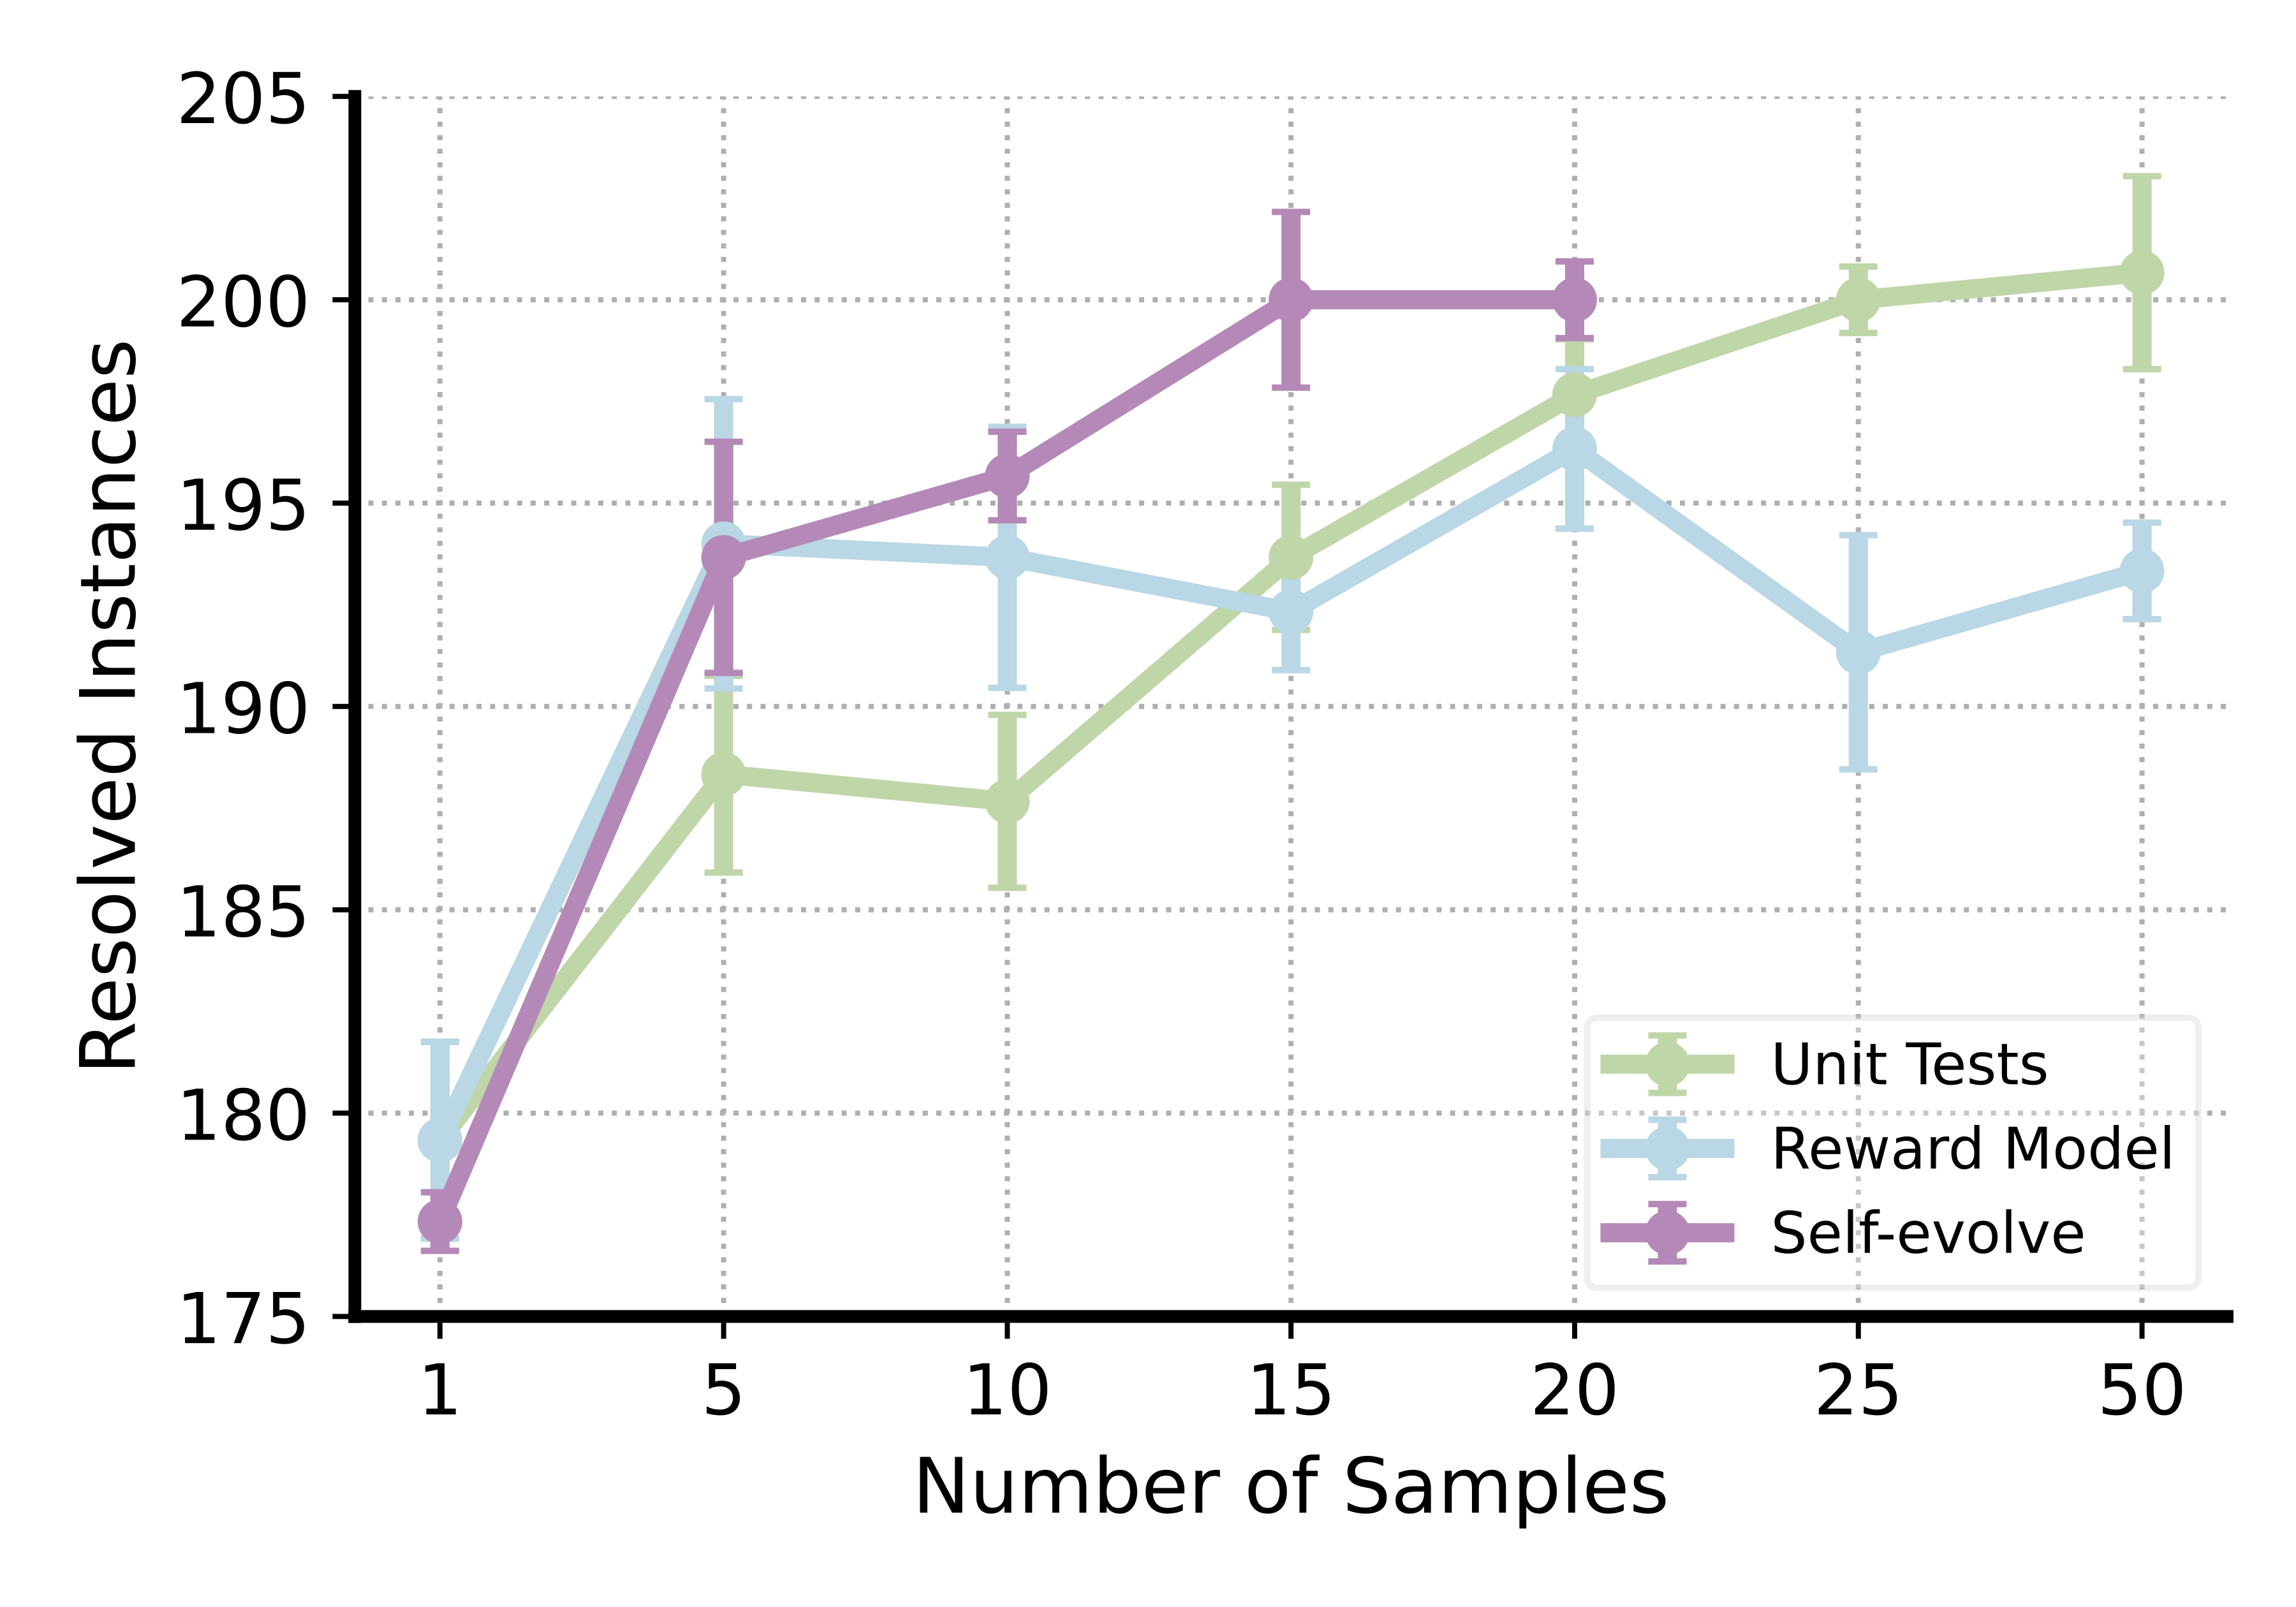 205
200
195
190
185
180
175
Resolved Instances
1 5 10 15 20 25 50
Number of Samples
Unit Tests
Reward Model
Self-evolve